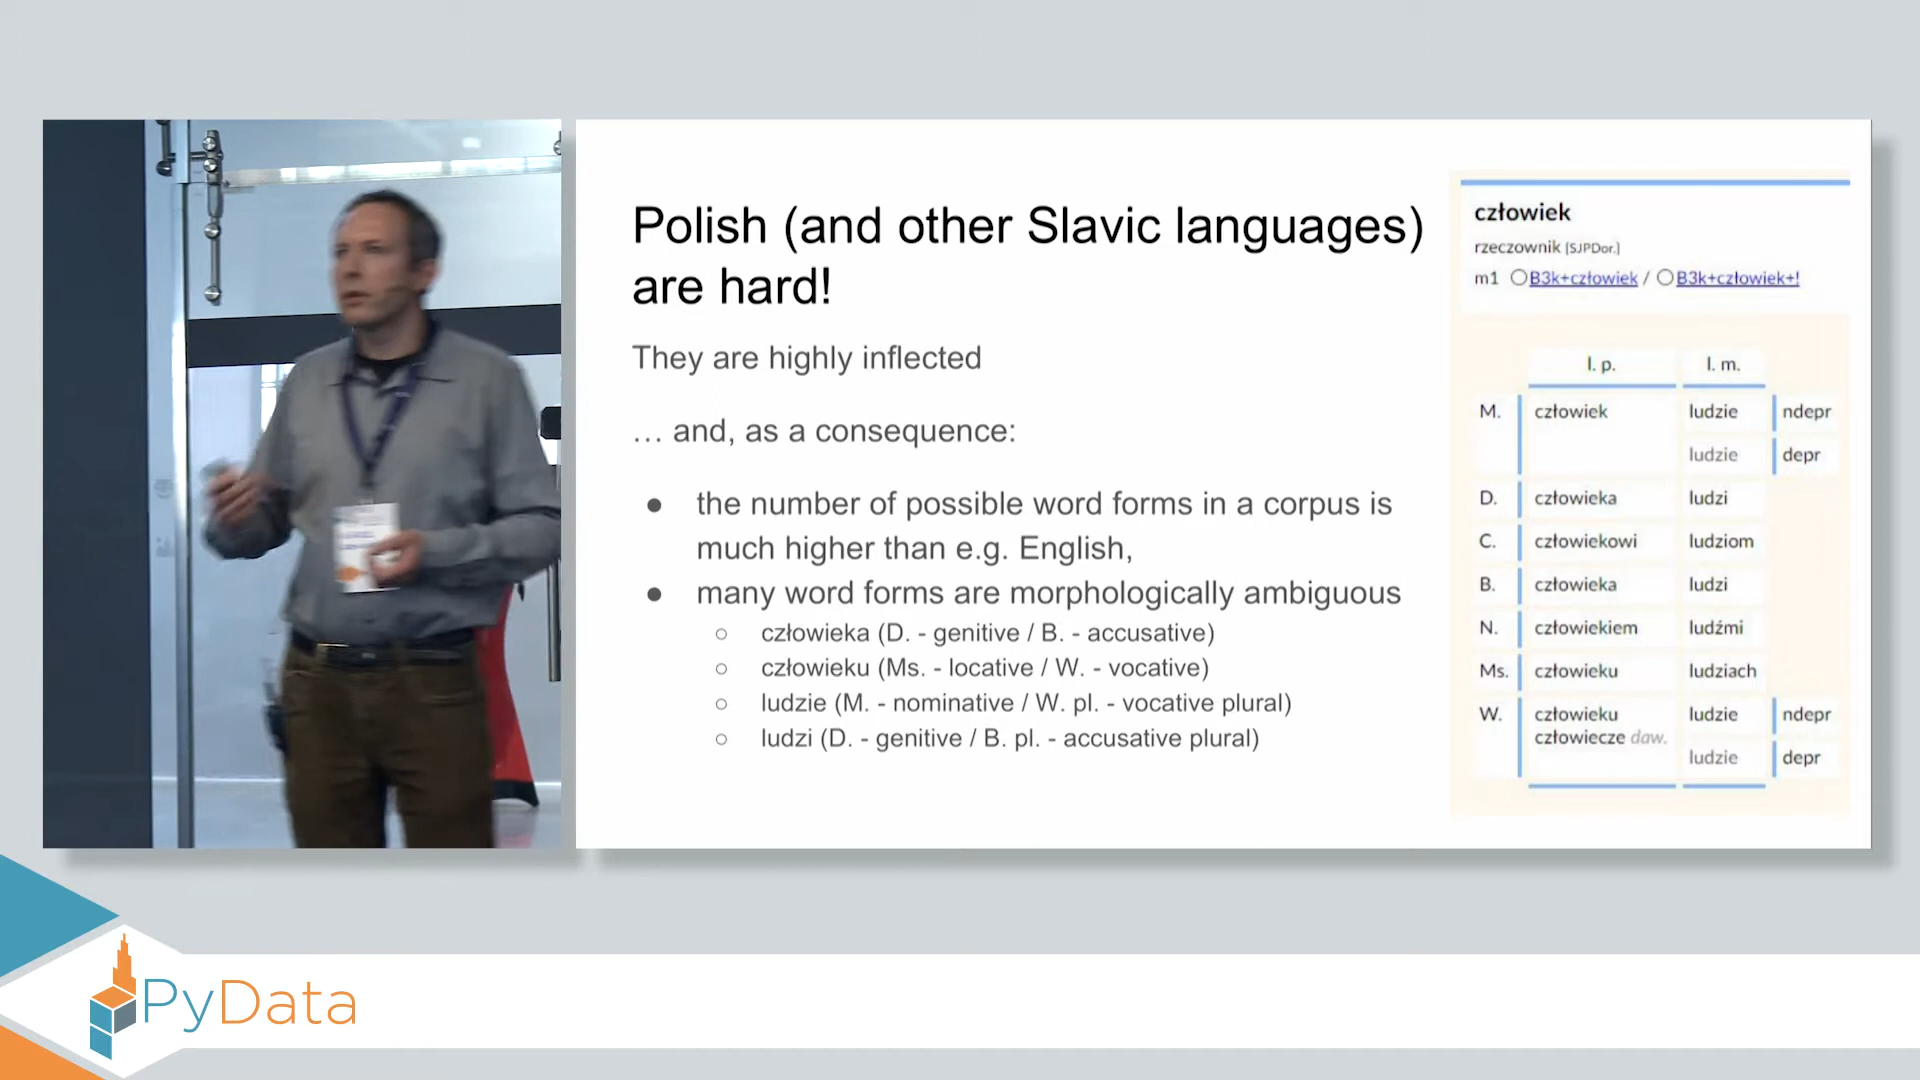 Polish (and other Slavic languages)
are hard!
They are highly inflected
… and, as a consequence:
● the number of possible word forms in a corpus is
much higher than e.g. English,
● many word forms are morphologically ambiguous
○ człowieka (D. - genitive / B. - accusative)
○ człowieku (Ms. - locative / W. - vocative)
○ ludzie (M. - nominative / W. pl. - vocative plural)
○ ludzi (D. - genitive / B. pl. - accusative plural)
człowiek
rzeczownik (SJPDor.)
m1 ○B3k+człowiek / ○B3k+człowiek+!
l. p. l. m.
M. człowiek ludzie ndepr
ludzie depr
D. człowieka ludzi
C. człowiekowi ludziom
B. człowieka ludzi
N. człowiekiem ludźmi
Ms. człowieku ludziach
W. człowieku ludzie ndepr
człowiecze daw.
ludzie depr
PyData